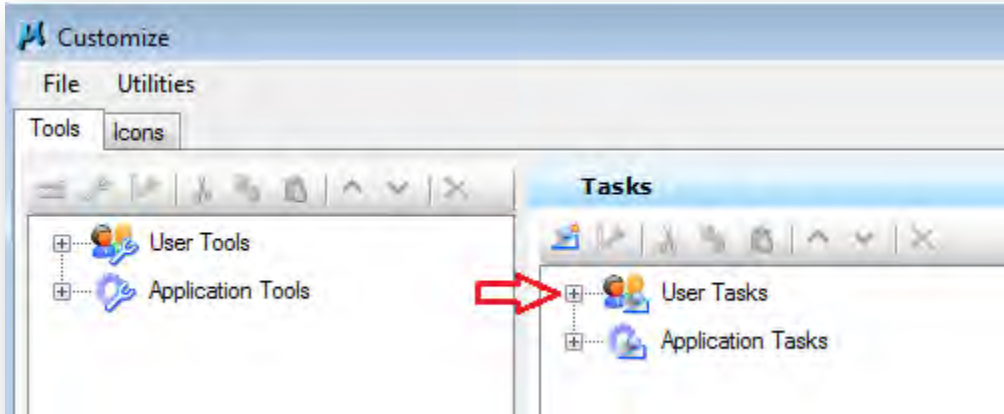 Customize
File Utilities
Tools Icons
Tasks
User Tools
Application Tools
User Tasks
Application Tasks